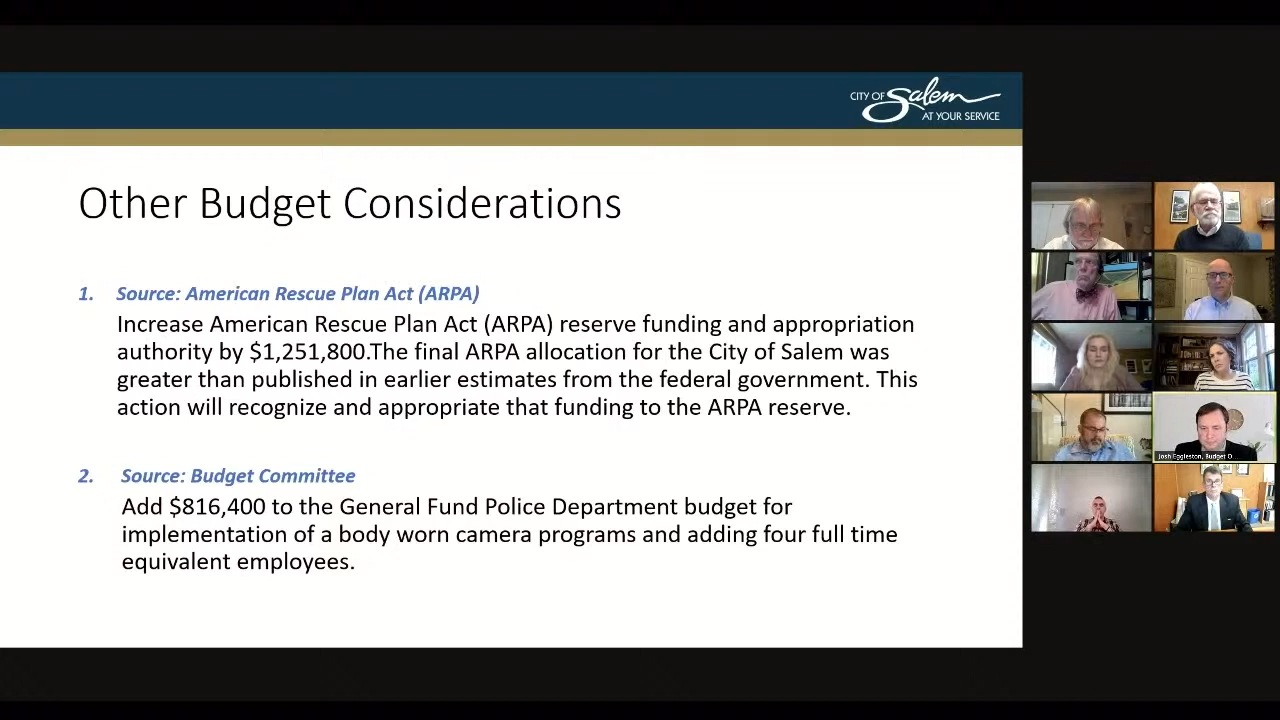 CITY OF Salem
AT YOUR SERVICE
Other Budget Considerations
1. Source: American Rescue Plan Act (ARPA)
Increase American Rescue Plan Act (ARPA) reserve funding and appropriation
authority by $1,251,800.The final ARPA allocation for the City of Salem was
greater than published in earlier estimates from the federal government. This
action will recognize and appropriate that funding to the ARPA reserve.
2. Source: Budget Committee
Add $816,400 to the General Fund Police Department budget for
implementation of a body worn camera programs and adding four full time
equivalent employees.
Josh Eggleston, Budget O...